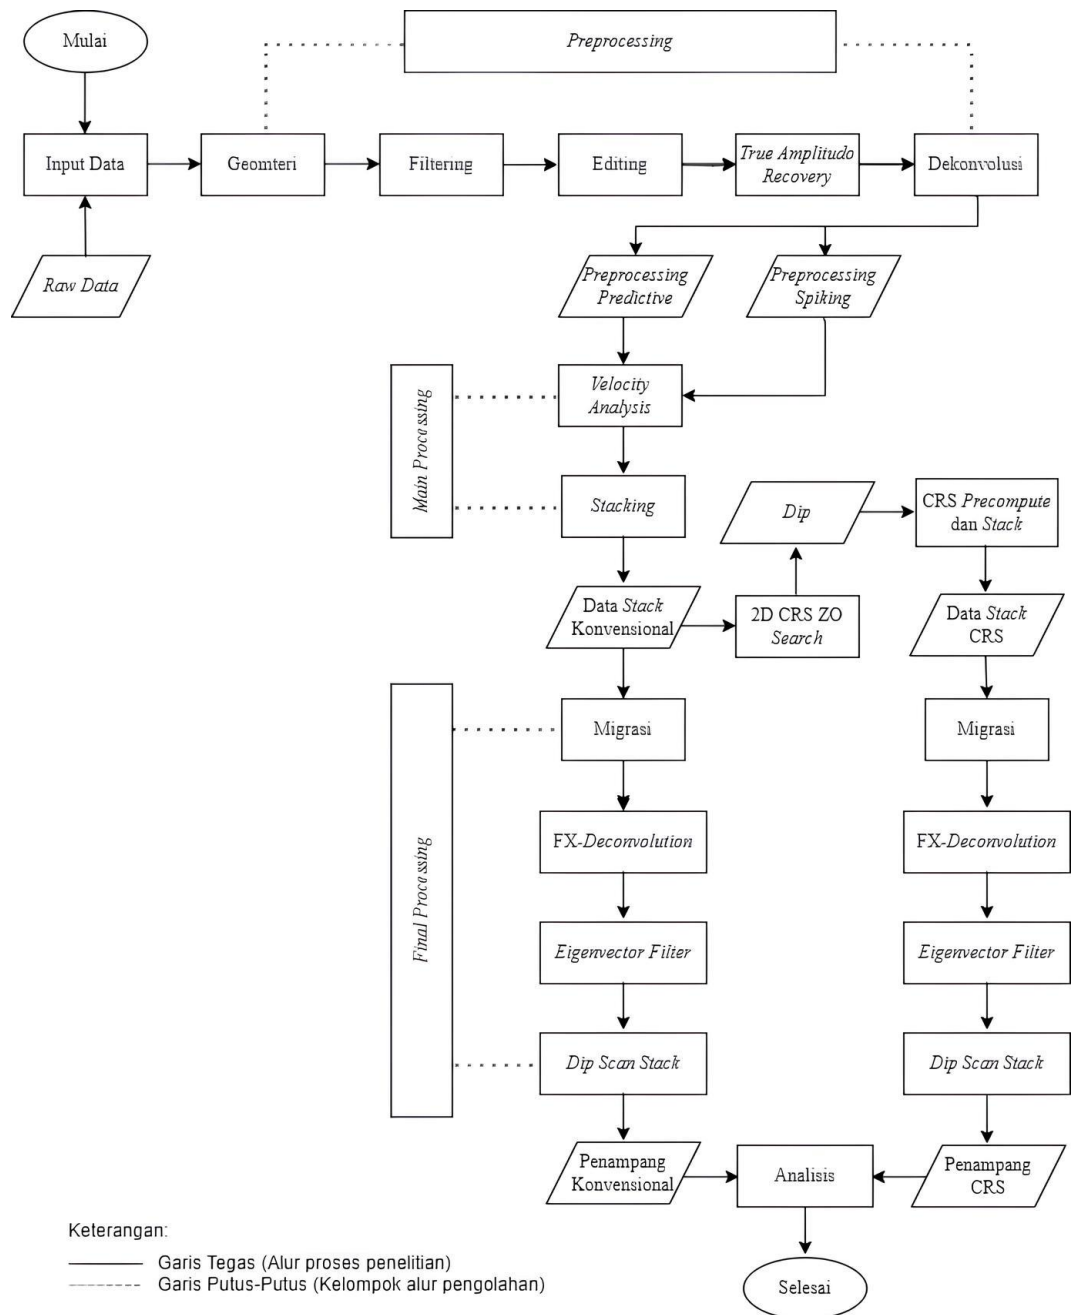 Mulai
Preprocessing
Input Data
Geomteri
Filtering
Editing
True Amplitudo
Recovery
Dekonvolusi
Raw Data
Preprocessing
Predictive
Preprocessing
Spiking
Main Processing
Velocity
Analysis
Stacking
Dip
CRS Precompute
dan Stack
Data Stack
Konvensional
2D CRS ZO
Search
Data Stack
CRS
Final Processing
Migrasi
Migrasi
FX-Deconvolution
FX-Deconvolution
Eigenvector Filter
Eigenvector Filter
Dip Scan Stack
Dip Scan Stack
Penampang
Konvensional
Analisis
Penampang
CRS
Selesai
Keterangan:
Garis Tegas (Alur proses penelitian)
Garis Putus-Putus (Kelompok alur pengolahan)